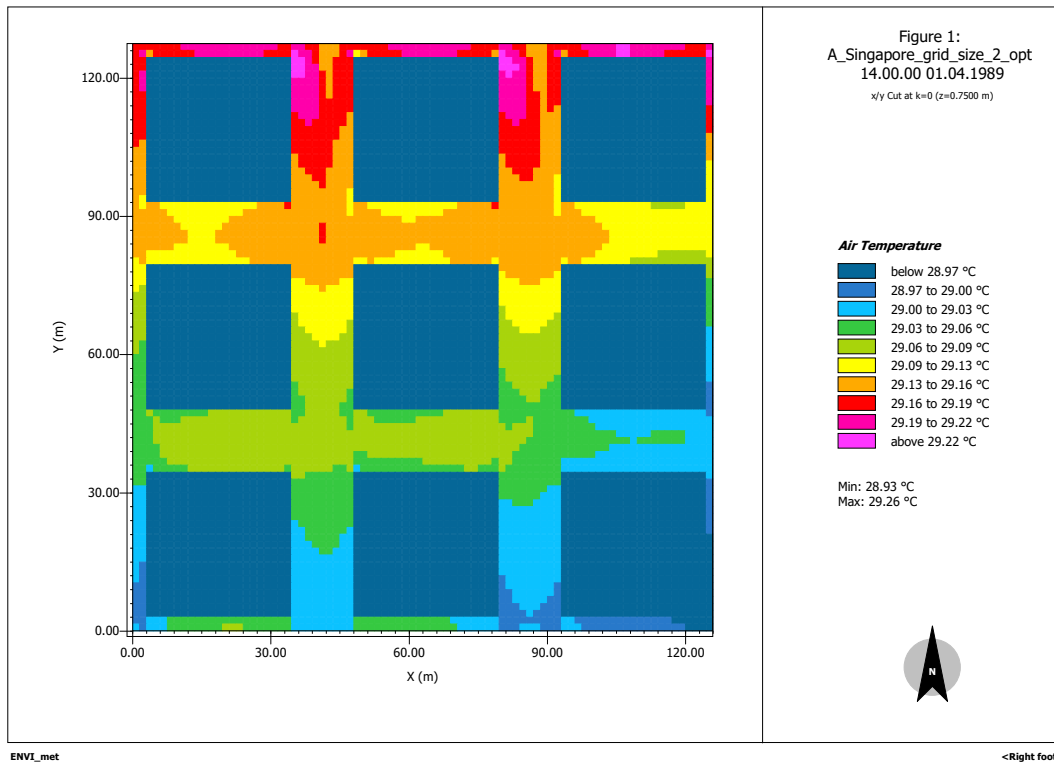 Figure 1:
A_Singapore_grid_size_2_opt
14.00.00 01.04.1989
x/y Cut at k=0 (z=0.7500 m)
120.00
90.00
60.00
30.00
0.00
Y (m)
0.00 30.00 60.00 90.00 120.00
X (m)
Air Temperature
below 28.97 °C
28.97 to 29.00 °C
29.00 to 29.03 °C
29.03 to 29.06 °C
29.06 to 29.09 °C
29.09 to 29.13 °C
29.13 to 29.16 °C
29.16 to 29.19 °C
29.19 to 29.22 °C
above 29.22 °C
Min: 28.93 °C
Max: 29.26 °C
N
ENVI_met
<Right foot